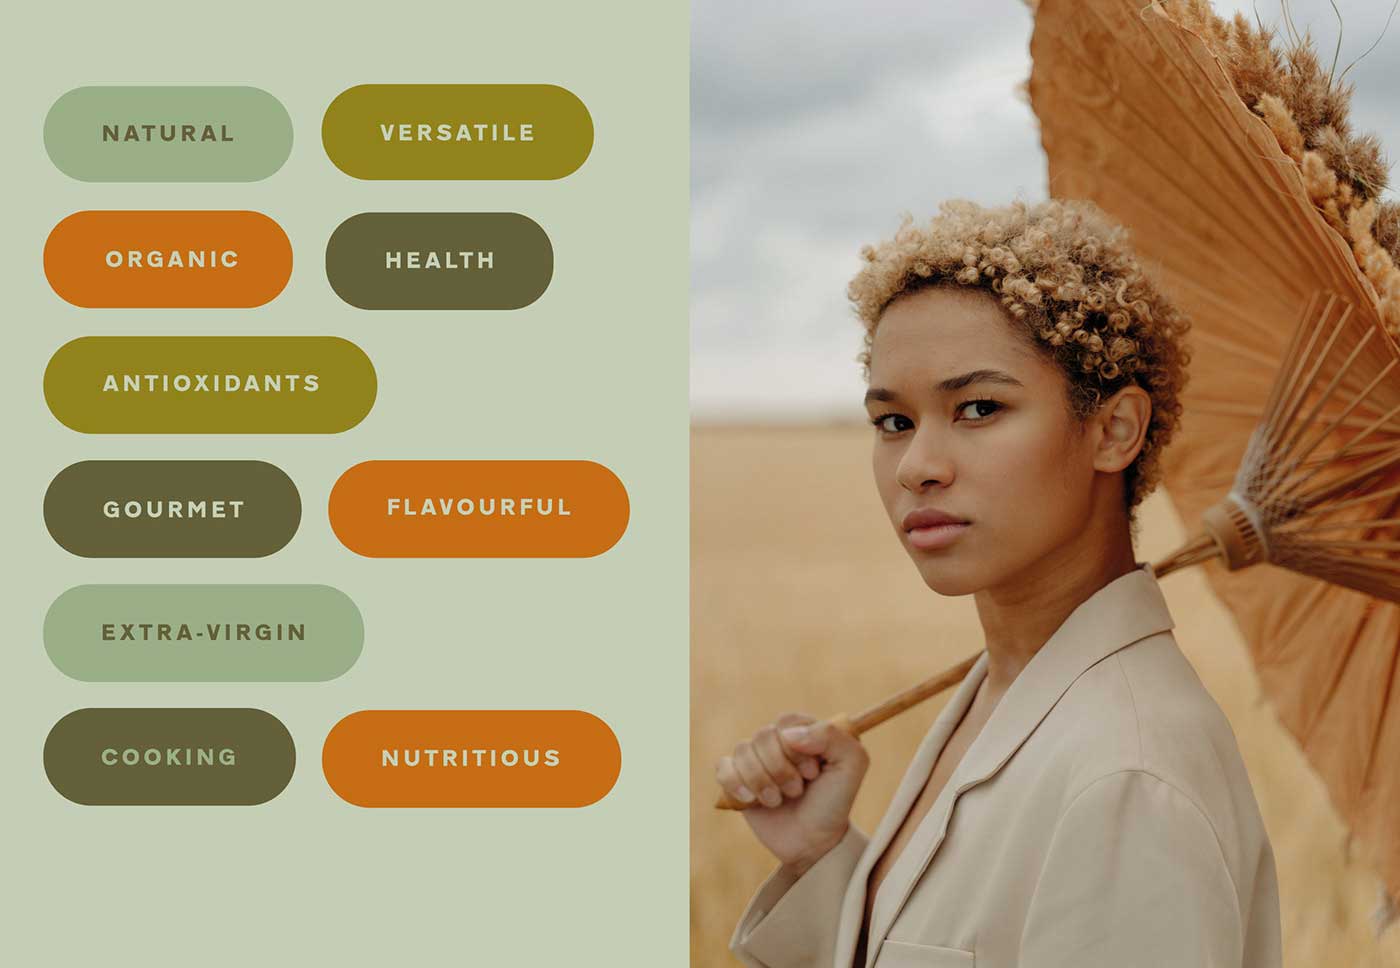 NATURAL
VERSATILE
ORGANIC
HEALTH
ANTIOXIDANTS
GOURMET
FLAVOURFUL
EXTRA-VIRGIN
COOKING
NUTRITIOUS